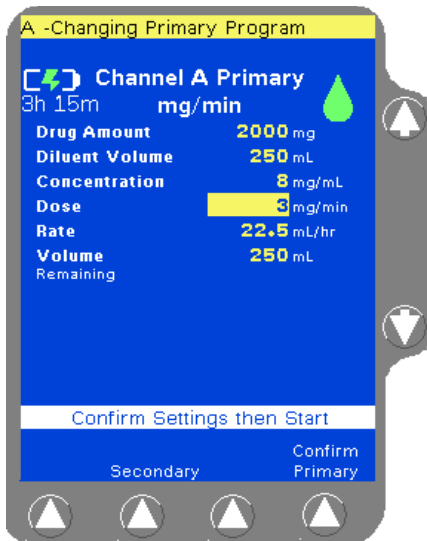 A -Changing Primary Program
Channel A Primary
3h 15m mg/min
Drug Amount 2000 mg
Diluent Volume 250 mL
Concentration 8 mg/mL
Dose 3 mg/min
Rate 22.5 mL/hr
Volume 250 mL
Remaining
Confirm Settings then Start
Confirm
Secondary Primary